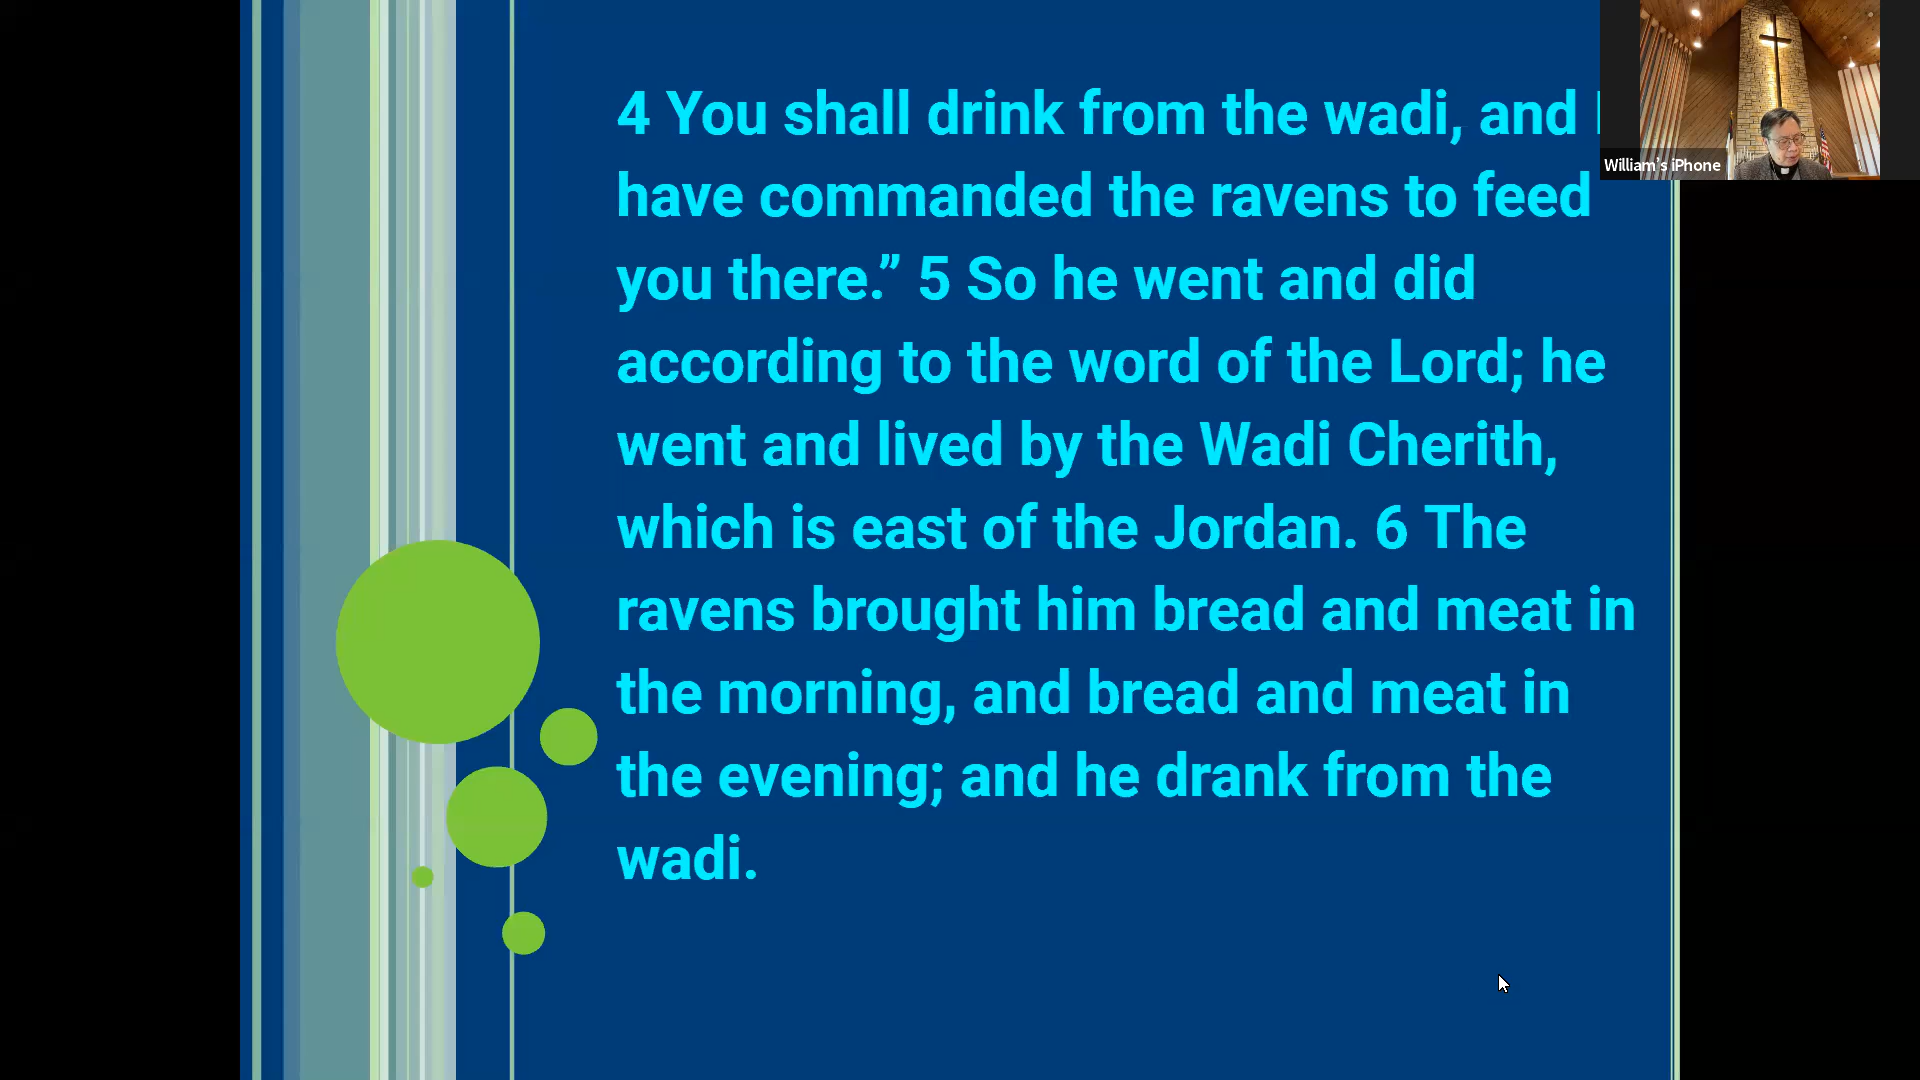 4 You shall drink from the wadi, and I
have commanded the ravens to feed
you there.” 5 So he went and did
according to the word of the Lord; he
went and lived by the Wadi Cherith,
which is east of the Jordan. 6 The
ravens brought him bread and meat in
the morning, and bread and meat in
the evening; and he drank from the
wadi.
William’s iPhone